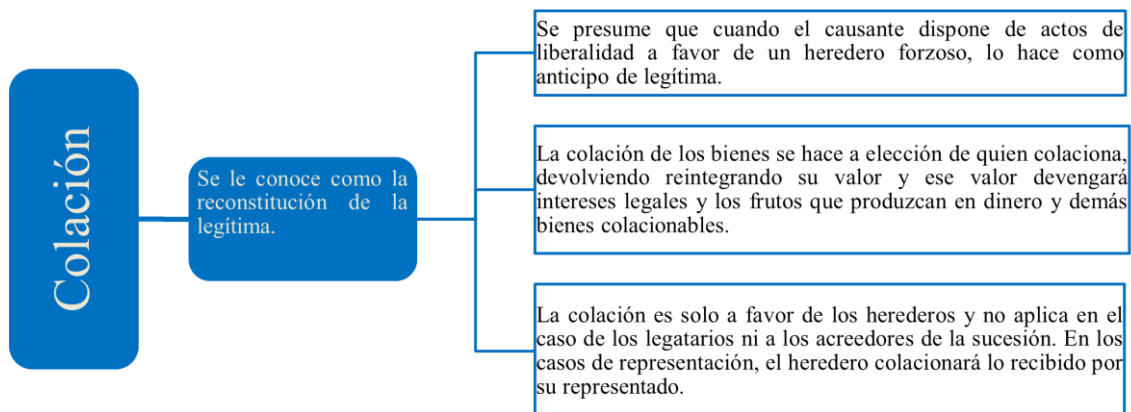 Colación
Se le conoce como la
reconstitución de la
legítima.
Se presume que cuando el causante dispone de actos de
liberalidad a favor de un heredero forzoso, lo hace como
anticipo de legítima.
La colación de los bienes se hace a elección de quien colaciona,
devolviendo reintegrando su valor y ese valor devengará
intereses legales y los frutos que produzcan en dinero y demás
bienes colacionables.
La colación es solo a favor de los herederos y no aplica en el
caso de los legatarios ni a los acreedores de la sucesión. En los
casos de representación, el heredero colacionará lo recibido por
su representado.